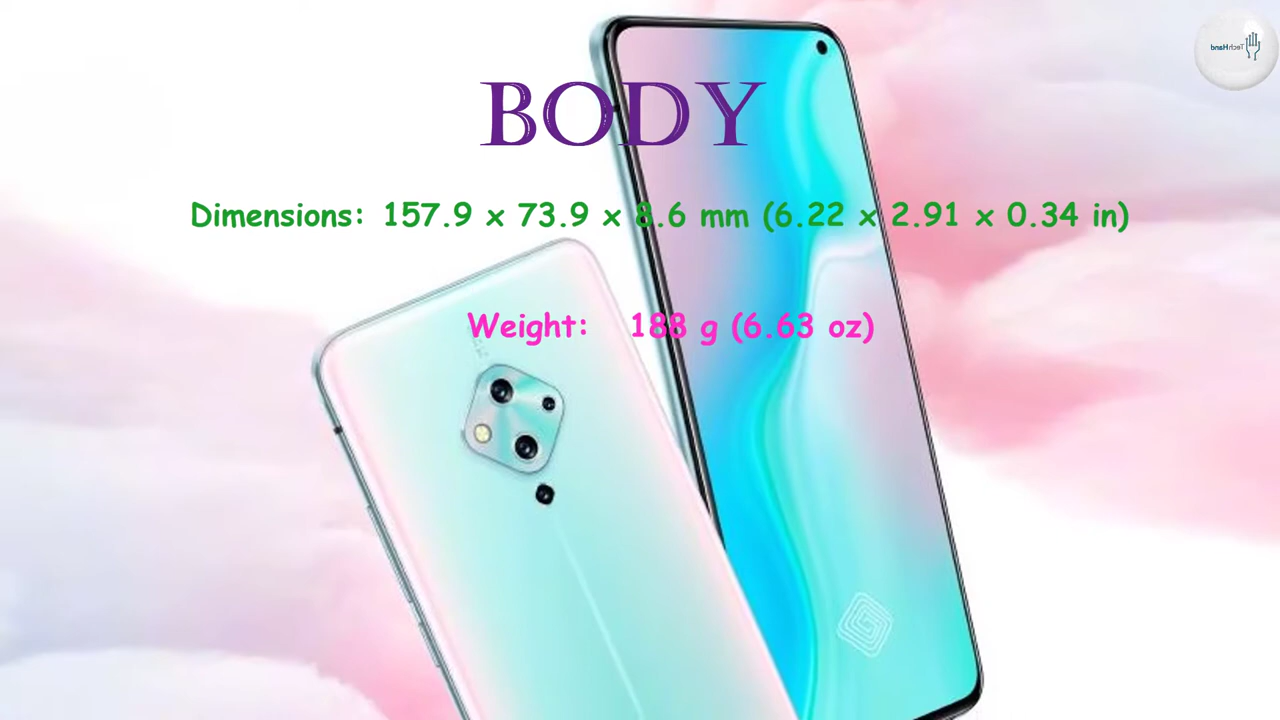 BODY
Dimensions: 157.9 x 73.9 x 8.6 mm (6.22 x 2.91 x 0.34 in)
Weight: 188 g (6.63 oz)
TechHand